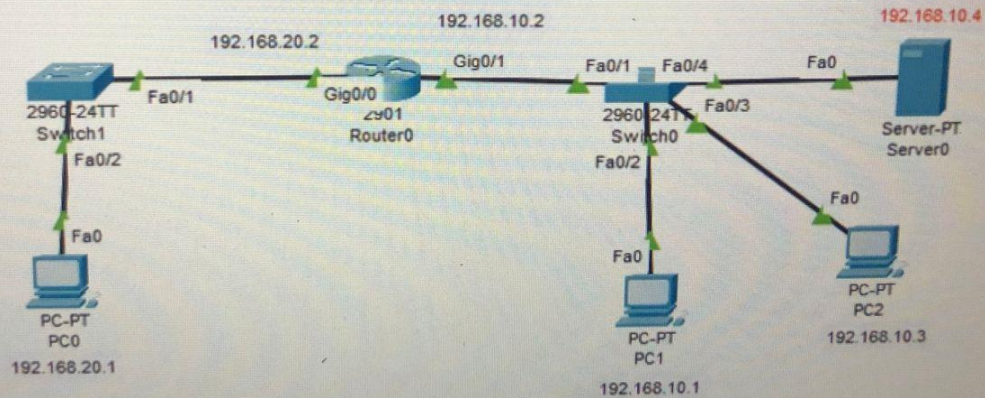 192.168.10.4
192.168.10.2
192.168.20.2
Gig0/1
Fa0/1
Fa0/4
Fa0
Fa0/1
Gig0/0
Fa0/3
2960-24TT
Switch1
2901
Router0
2960-24TT
Switch0
Server-PT
Server0
Fa0/2
Fa0/2
Fa0
Fa0
Fa0
PC-PT
PC0
192.168.20.1
PC-PT
PC1
192.168.10.1
PC-PT
PC2
192.168.10.3